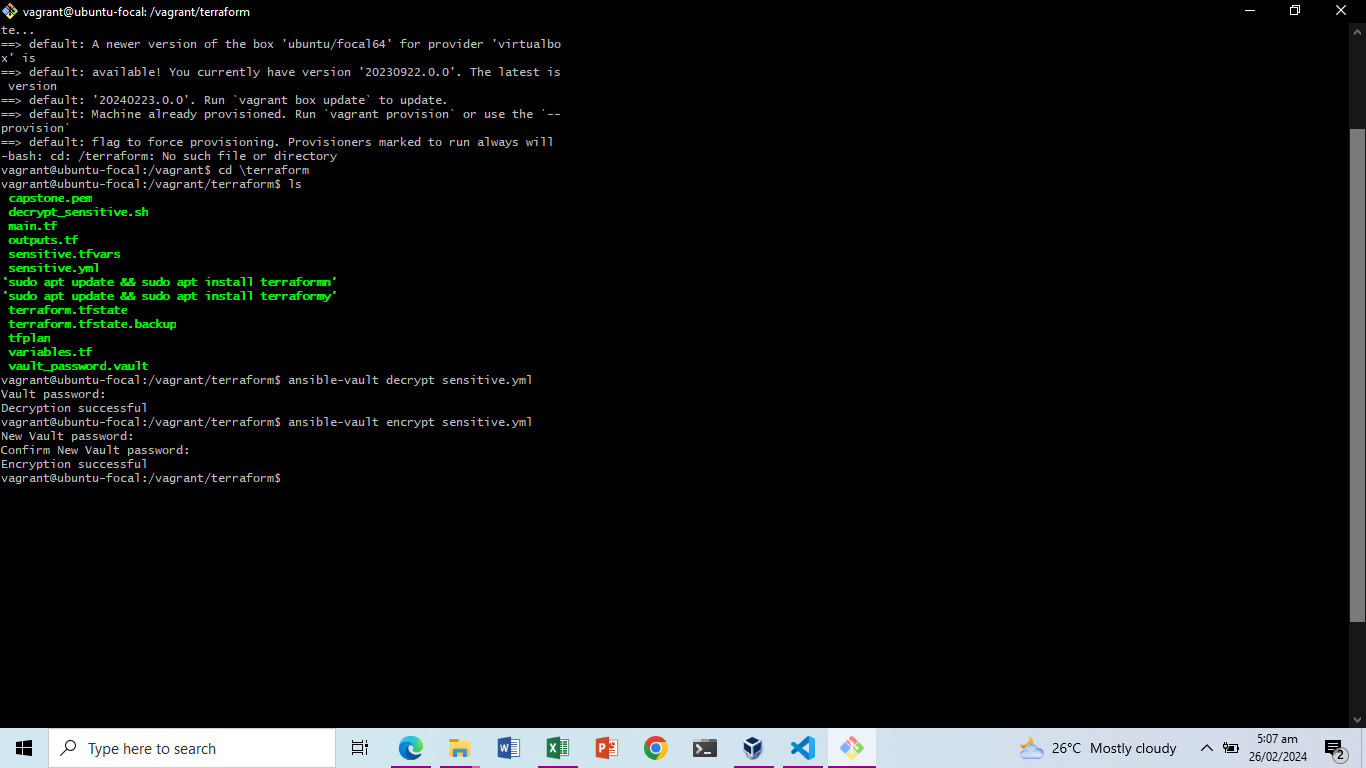 vagrant@ubuntu-focal: /vagrant/terraform
te...
==> default: A newer version of the box 'ubuntu/focal64' for provider 'virtualbo
x' is
==> default: available! You currently have version '20230922.0.0'. The latest is
 version
==> default: '20240223.0.0'. Run `vagrant box update` to update.
==> default: Machine already provisioned. Run `vagrant provision` or use the `--
provision`
==> default: flag to force provisioning. Provisioners marked to run always will
-bash: cd: /terraform: No such file or directory
vagrant@ubuntu-focal:/vagrant$ cd \terraform
vagrant@ubuntu-focal:/vagrant/terraform$ ls
 capstone.pem
 decrypt_sensitive.sh
 main.tf
 outputs.tf
 sensitive.tfvars
 sensitive.yml
'sudo apt update && sudo apt install terraformn'
'sudo apt update && sudo apt install terraformy'
 terraform.tfstate
 terraform.tfstate.backup
 tfplan
 variables.tf
 vault_password.vault
vagrant@ubuntu-focal:/vagrant/terraform$ ansible-vault decrypt sensitive.yml
Vault password:
Decryption successful
vagrant@ubuntu-focal:/vagrant/terraform$ ansible-vault encrypt sensitive.yml
New Vault password:
Confirm New Vault password:
Encryption successful
vagrant@ubuntu-focal:/vagrant/terraform$
Type here to search
26°C Mostly cloudy
5:07 am
26/02/2024
2